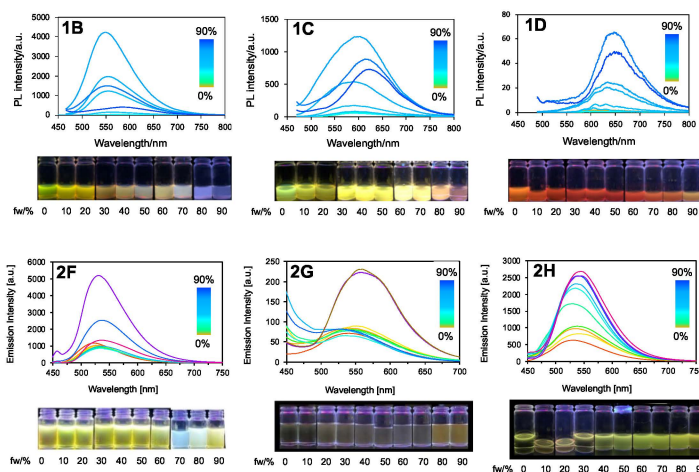 1B
90%
0%
PL intensity/a.u.
5000
4000
3000
2000
1000
0
450 500 550 600 650 700 750 800
Wavelength/nm
fw/% 0 10 20 30 40 50 60 70 80 90
1C
90%
0%
PL intensity/a.u.
1500
1000
500
0
450 500 550 600 650 700 750 800
Wavelength/nm
fw/% 0 10 20 30 40 50 60 70 80 90
1D
90%
0%
PL intensity/a.u.
80
60
40
20
0
450 500 550 600 650 700 750 800
Wavelength/nm
fw/% 0 10 20 30 40 50 60 70 80 90
2F
90%
0%
Emission Intensity [a.u.]
6000
5000
4000
3000
2000
1000
0
450 500 550 600 650 700 750
Wavelength [nm]
fw/% 0 10 20 30 40 50 60 70 80 90
2G
90%
0%
Emission Intensity [a.u.]
250
200
150
100
50
0
450 500 550 600 650 700
Wavelength [nm]
fw/% 0 10 20 30 40 50 60 70 80 90
2H
90%
0%
Emission Intensity [a.u.]
3000
2500
2000
1500
1000
500
0
450 500 550 600 650 700 75
Wavelength [nm]
fw/% 0 10 20 30 40 50 60 70 80 90